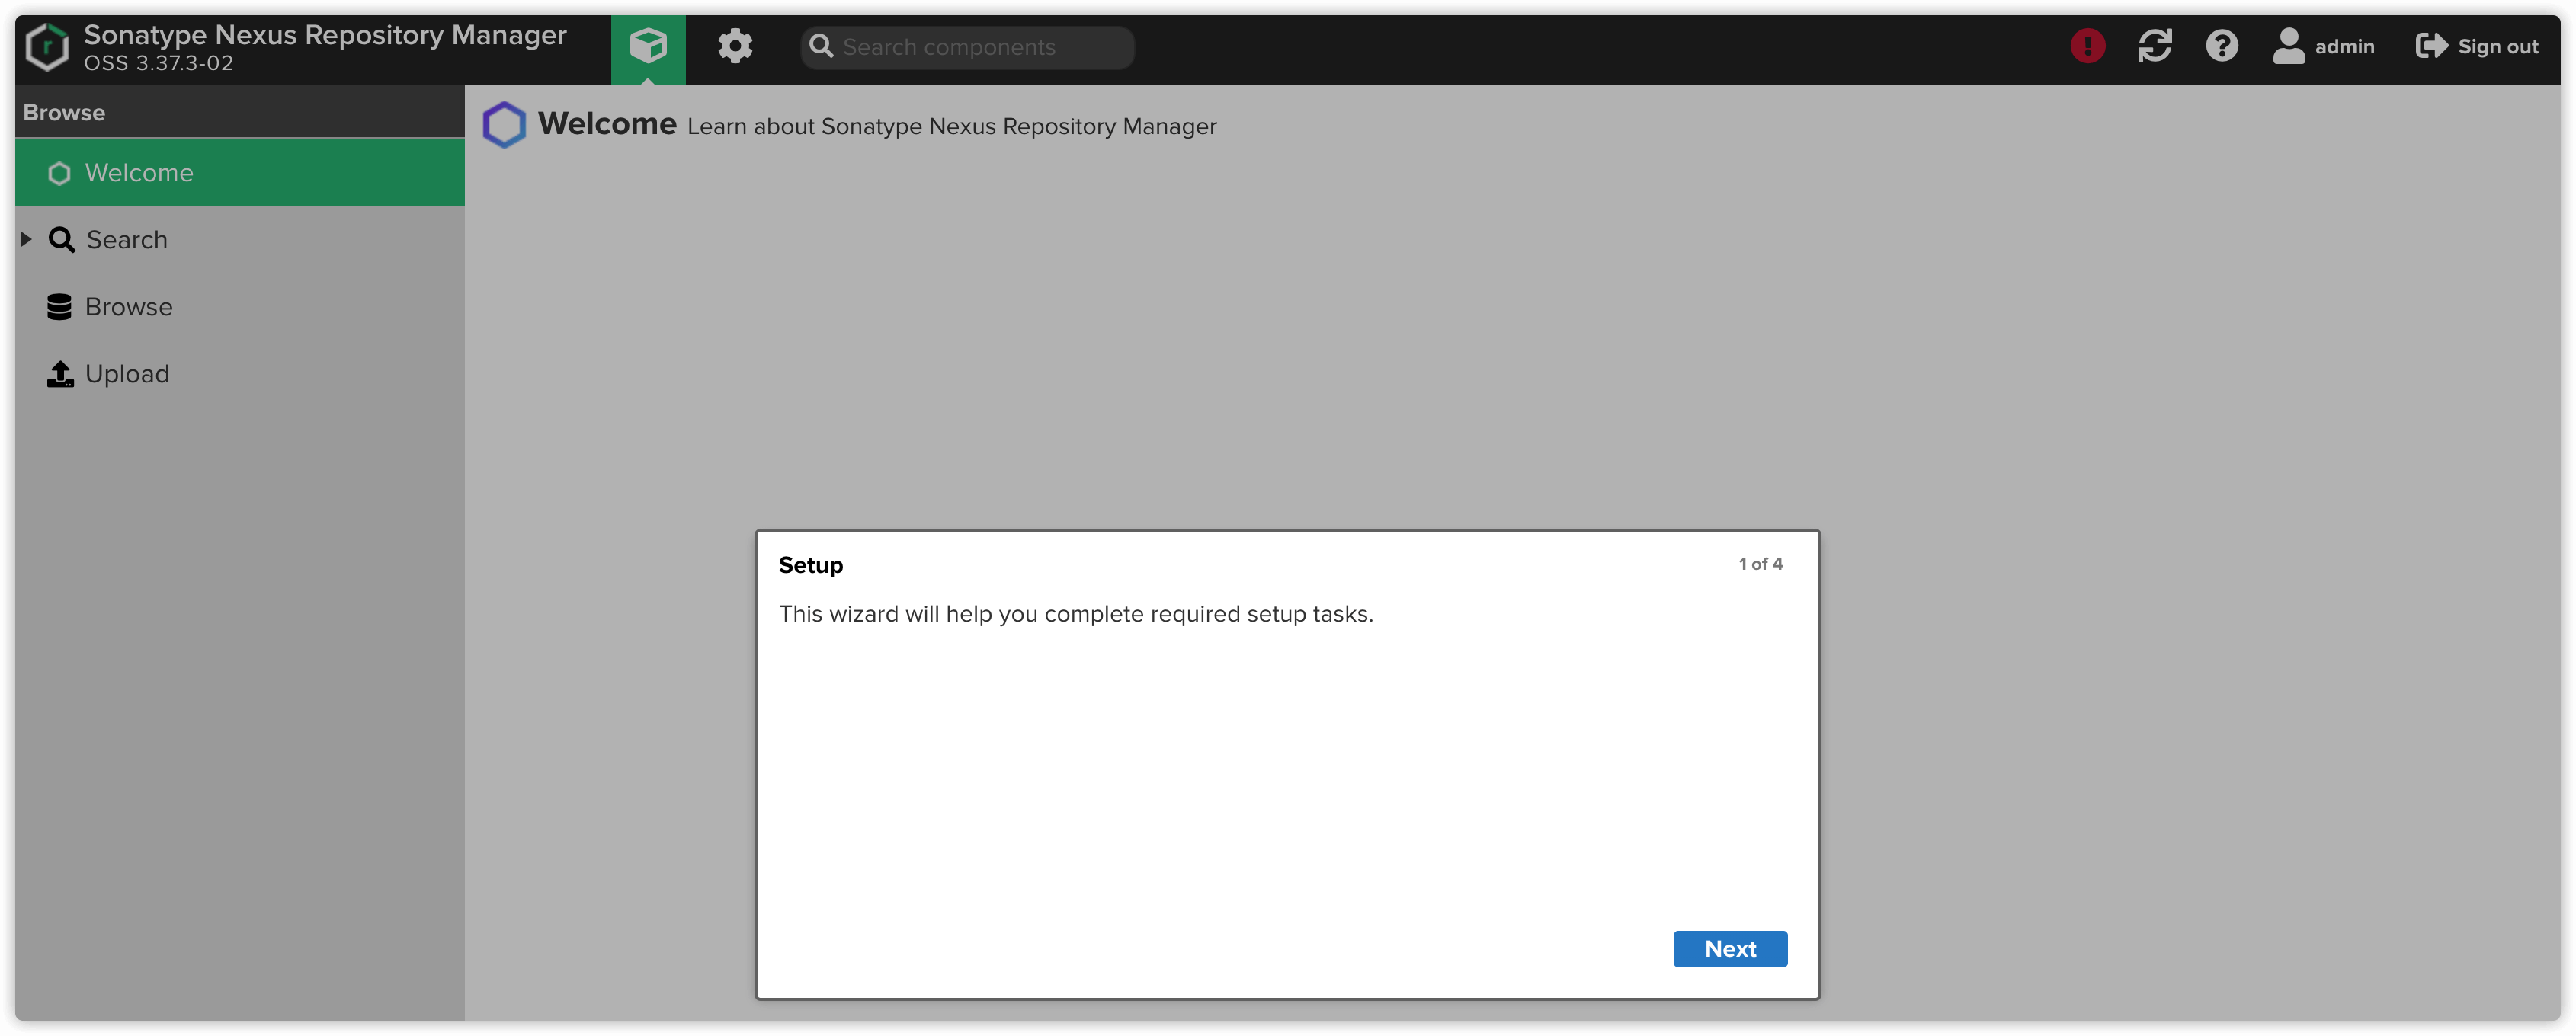 Sonatype Nexus Repository Manager
OSS 3.37.3-02
Search components
admin
Sign out
Browse
Welcome
Search
Browse
Upload
Welcome Learn about Sonatype Nexus Repository Manager
Setup
1 of 4
This wizard will help you complete required setup tasks.
Next